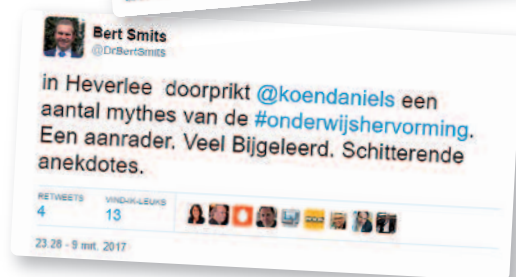 Bert Smits
@DrBertSmits
in Heverlee doorprikt @koendaniels een
aantal mythes van de #onderwijshervorming.
Een aanrader. Veel Bijgeleerd. Schitterende
anekdotes.
RETWEETS VIND-IK-LEUKS
4 13
23.28 - 9 mrt. 2017